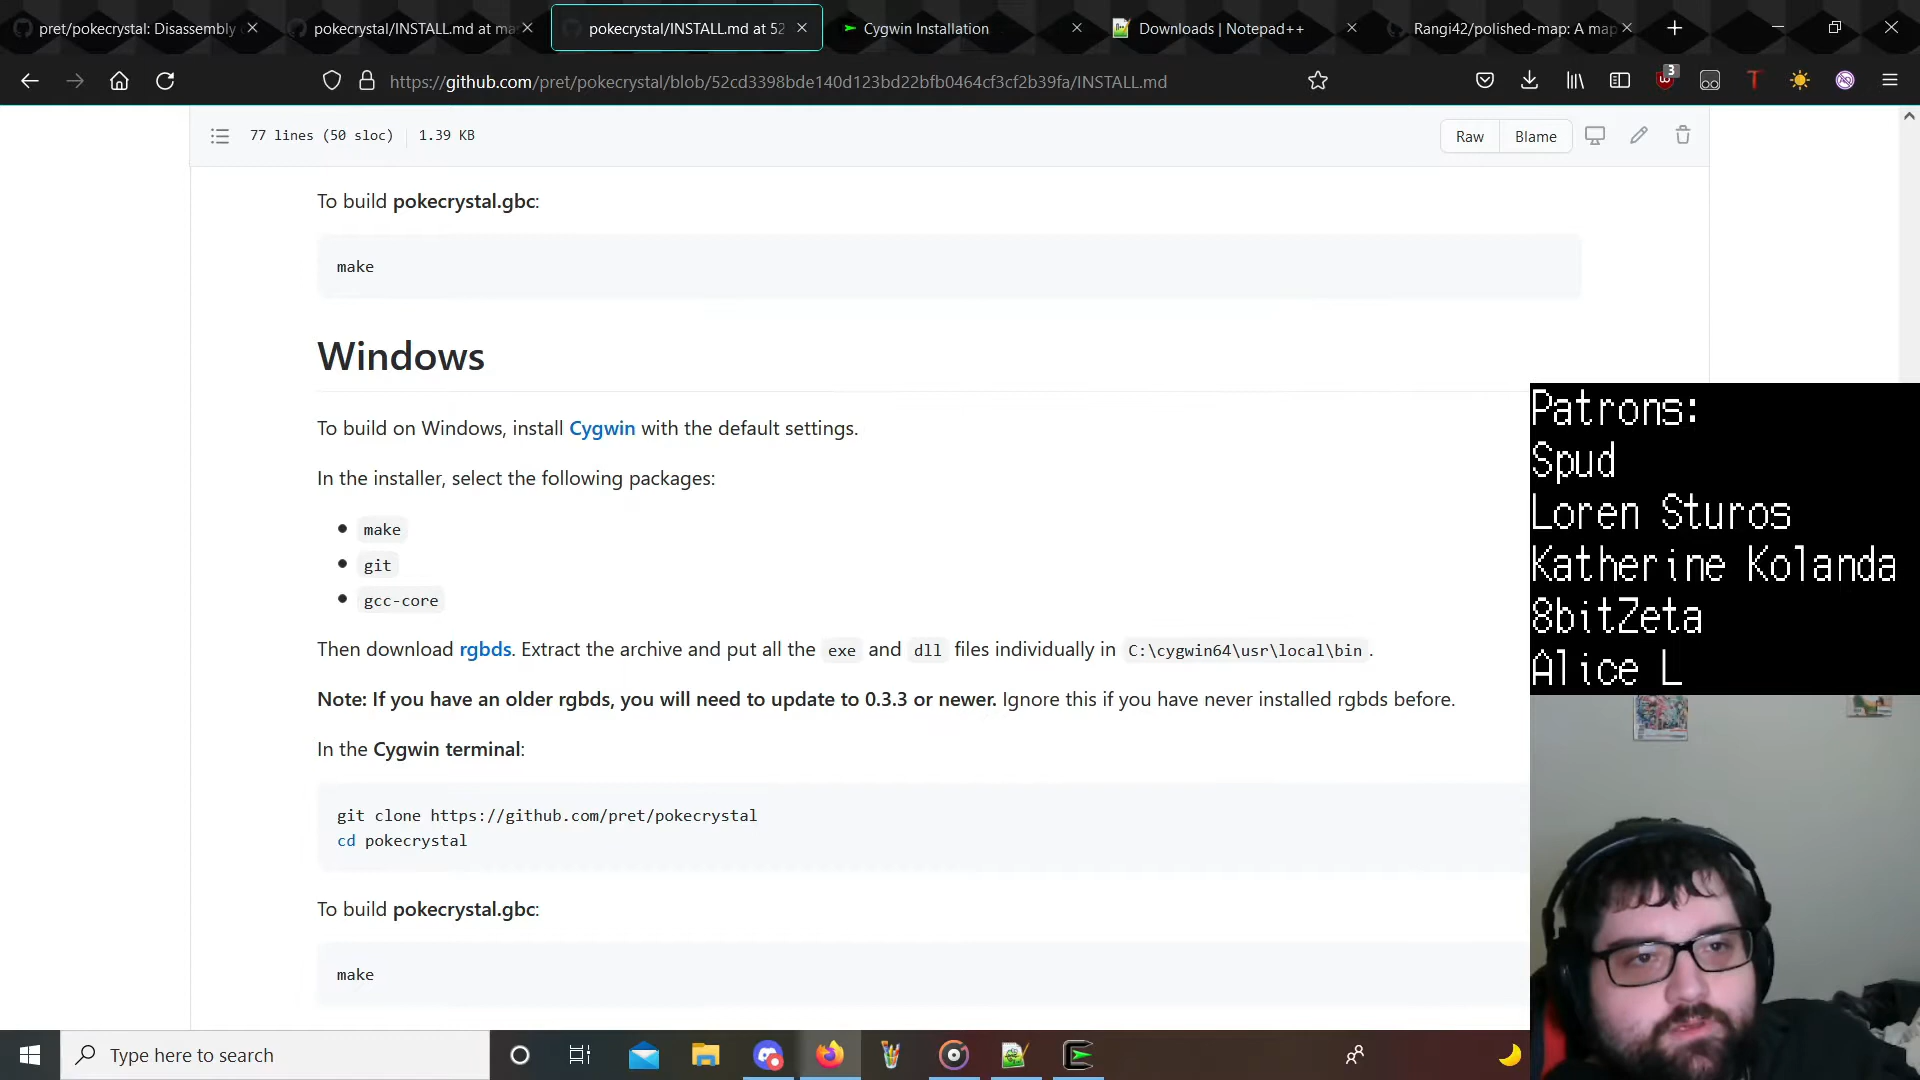 pret/pokecrystal: Disassembly
pokecrystal/INSTALL.md at ma
pokecrystal/INSTALL.md at 52
Cygwin Installation
Downloads | Notepad++
Rangi42/polished-map: A map
https://github.com/pret/pokecrystal/blob/52cd3398bde140d123bd22bfb0464cf3cf2b39fa/INSTALL.md
3
77 lines (50 sloc)
1.39 KB
Raw
Blame
To build pokecrystal.gbc:
make
Windows
To build on Windows, install Cygwin with the default settings.
In the installer, select the following packages:
make
git
gcc-core
Then download rgbds. Extract the archive and put all the exe and dll files individually in C:\cygwin64\usr\local\bin.
Note: If you have an older rgbds, you will need to update to 0.3.3 or newer. Ignore this if you have never installed rgbds before.
In the Cygwin terminal:
git clone https://github.com/pret/pokecrystal
cd pokecrystal
To build pokecrystal.gbc:
make
Patrons:
Spud
Loren Sturos
Katherine Kolanda
8bitZeta
Alice L
Type here to search